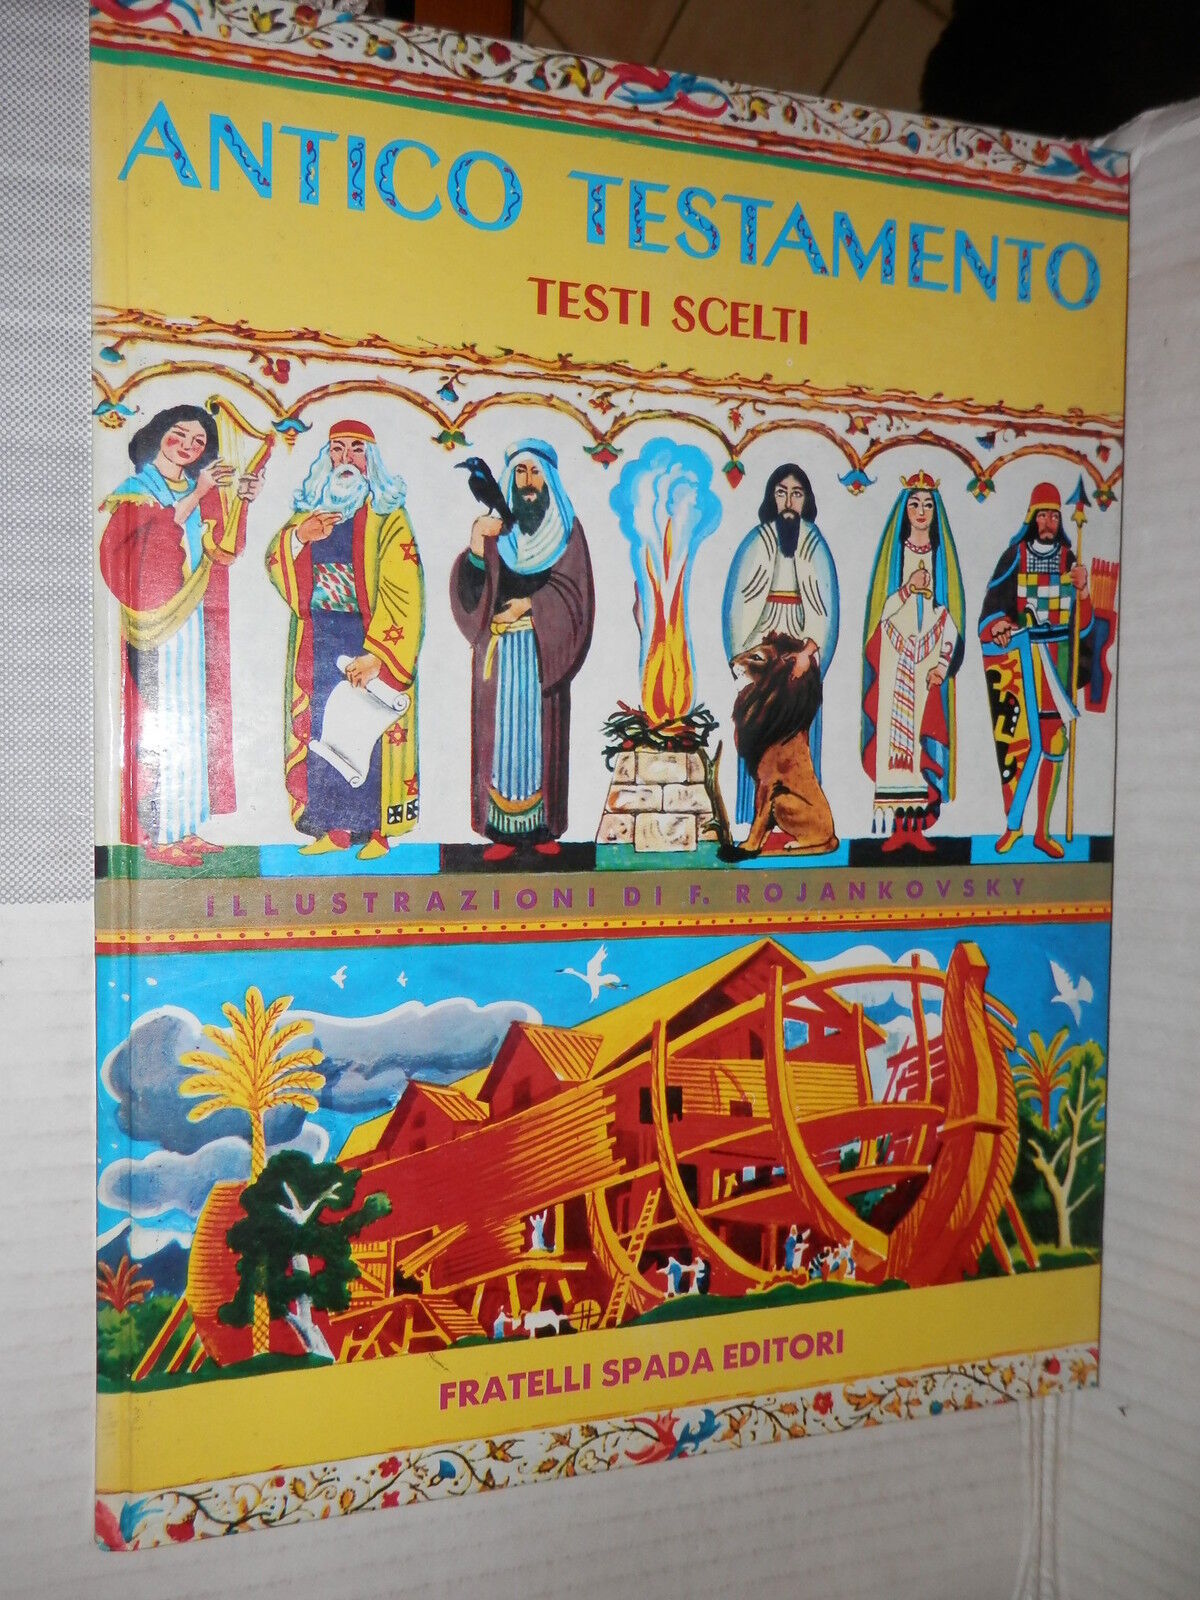 ANTICO TESTAMENTO
TESTI SCELTI
ILLUSTRAZIONI DI F. ROJANKOVSKY
FRATELLI SPADA EDITORI